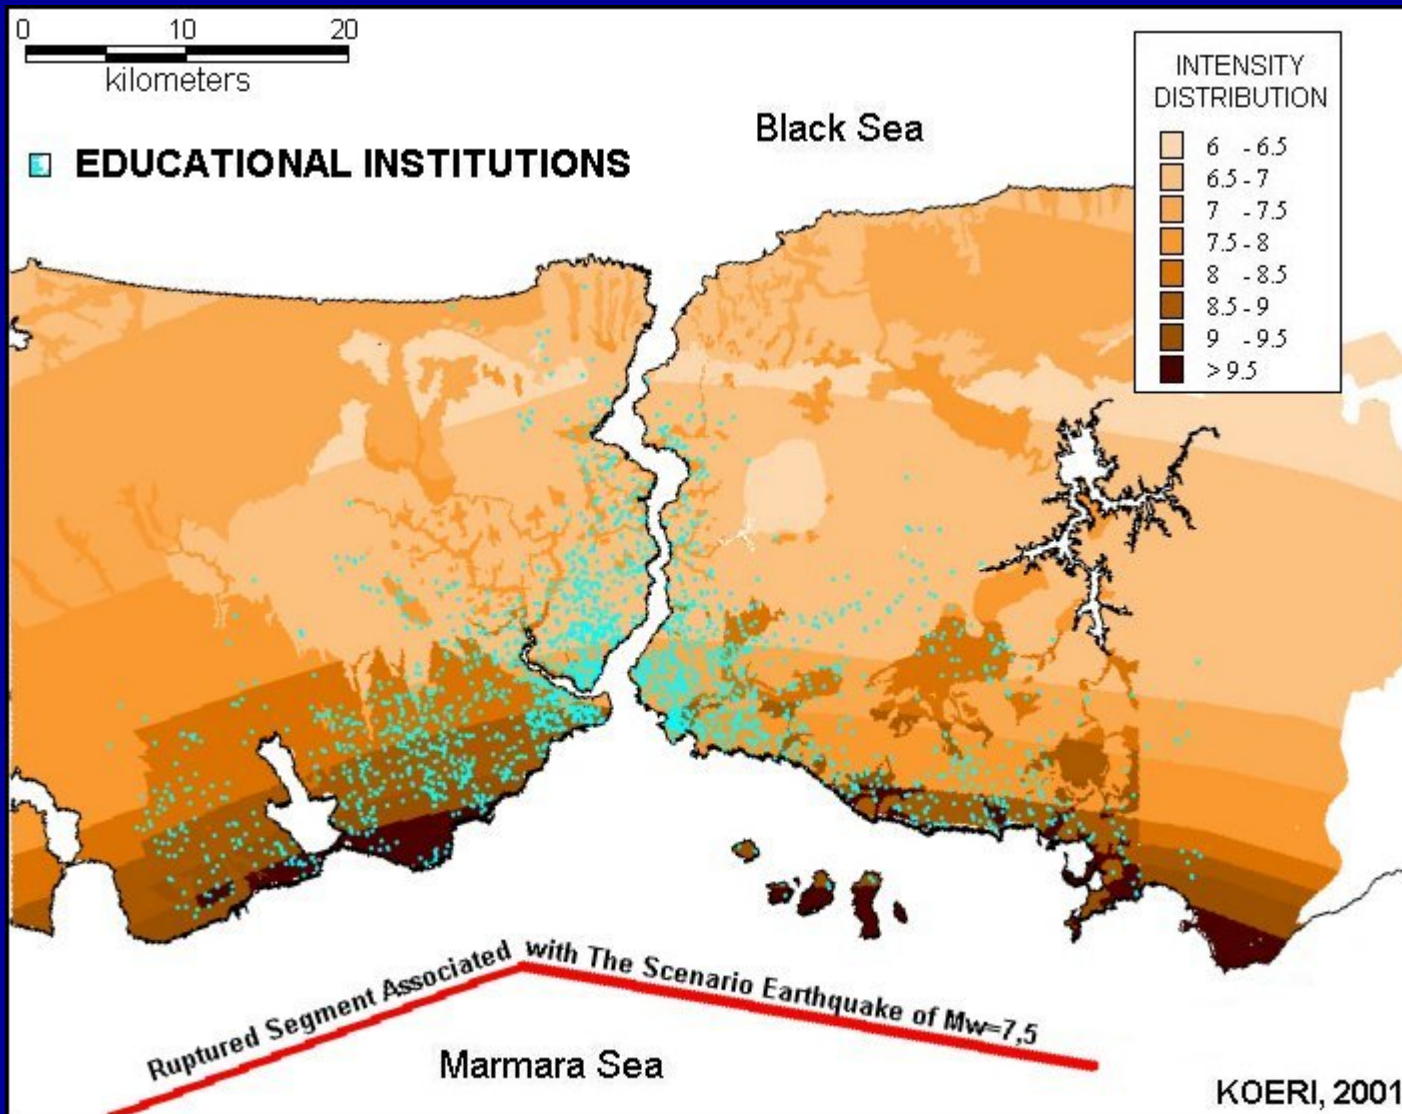 0 10 20
kilometers
EDUCATIONAL INSTITUTIONS
Black Sea
INTENSITY
DISTRIBUTION
6 - 6.5
6.5 - 7
7 - 7.5
7.5 - 8
8 - 8.5
8.5 - 9
9 - 9.5
> 9.5
Ruptured Segment Associated with The Scenario Earthquake of Mw=7,5
Marmara Sea
KOERI, 2001